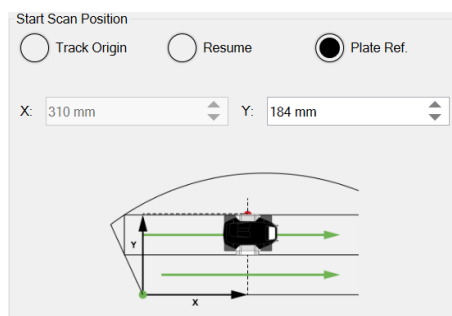 Start Scan Position
Track Origin Resume Plate Ref.
X: 310 mm Y: 184 mm
Y
X